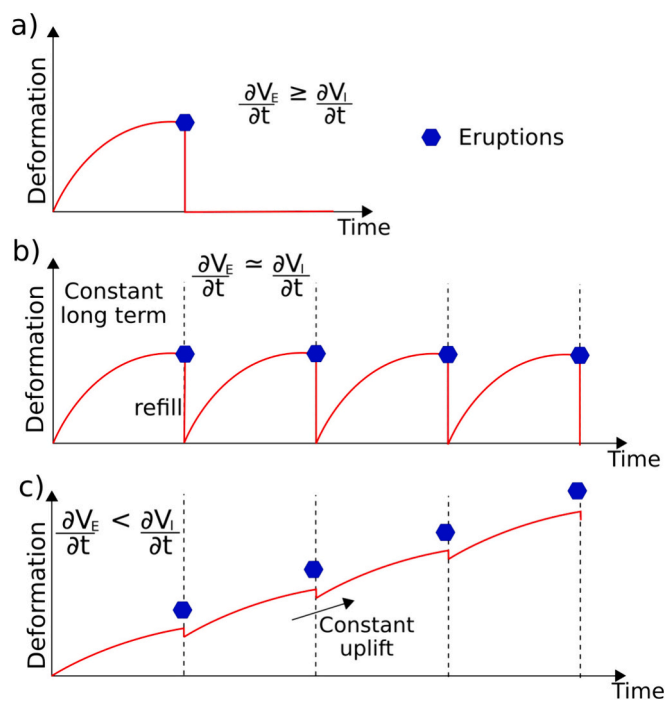 a)
Deformation
∂V_E/∂t ≥ ∂V_I/∂t
Eruptions
Time
b)
Deformation
Constant
long term
∂V_E/∂t ≃ ∂V_I/∂t
refill
Time
c)
Deformation
∂V_E/∂t < ∂V_I/∂t
Constant
uplift
Time